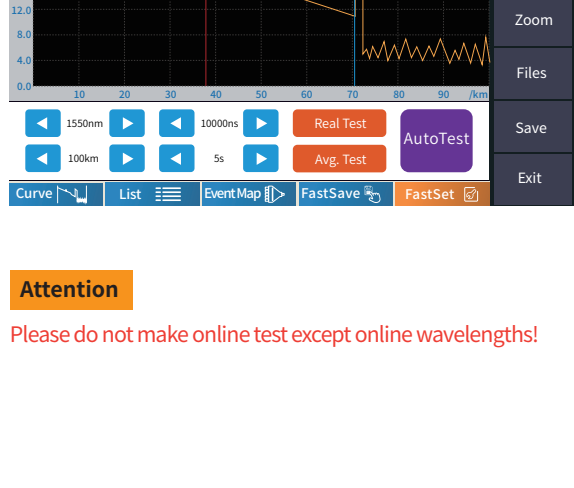 12.0
8.0
4.0
0.0
10 20 30 40 50 60 70 80 90 /km
Zoom
Files
Save
Exit
1550nm 10000ns Real Test
AutoTest
100km 5s Avg. Test
Curve List Event Map FastSave FastSet
Attention
Please do not make online test except online wavelengths!